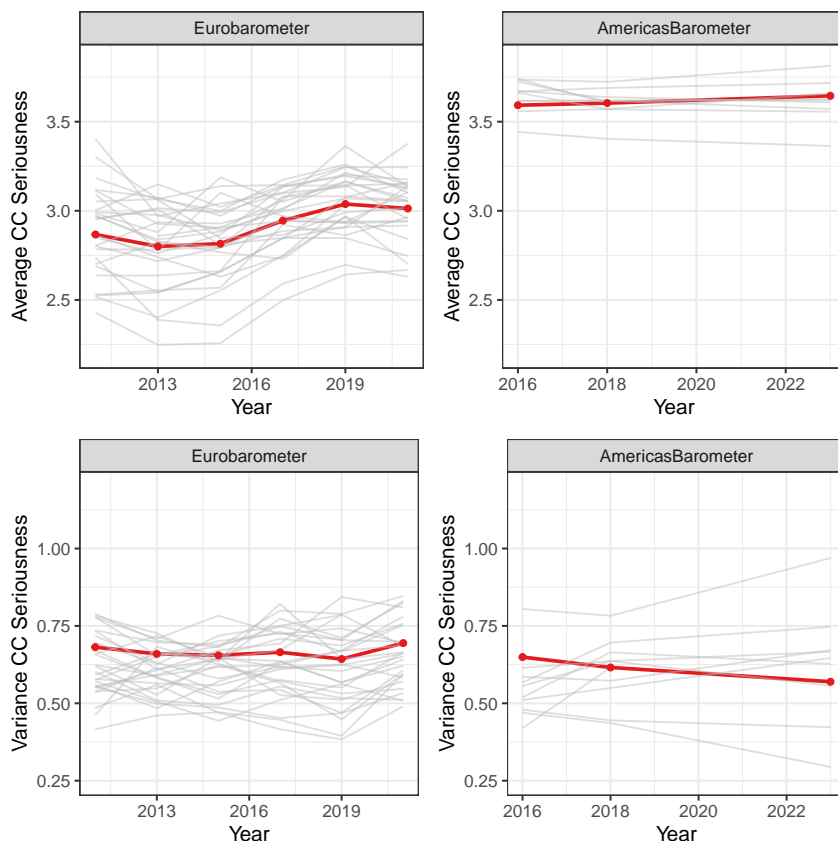 Eurobarometer
AmericasBarometer
Average CC Seriousness
3.5
3.0
2.5
2013
2016
2019
Year
Average CC Seriousness
3.5
3.0
2.5
2016
2018
2020
2022
Year
Eurobarometer
AmericasBarometer
Variance CC Seriousness
1.00
0.75
0.50
0.25
2013
2016
2019
Year
Variance CC Seriousness
1.00
0.75
0.50
0.25
2016
2018
2020
2022
Year